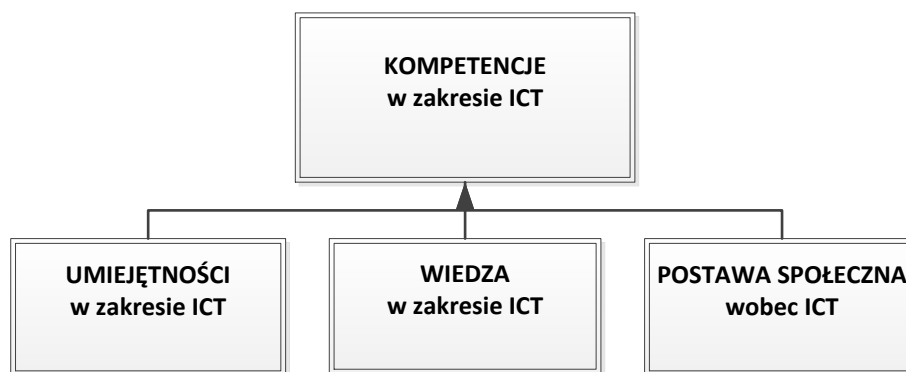 KOMPETENCJE
w zakresie ICT
UMIEJĘTNOŚCI
w zakresie ICT
WIEDZA
w zakresie ICT
POSTAWA SPOŁECZNA
wobec ICT